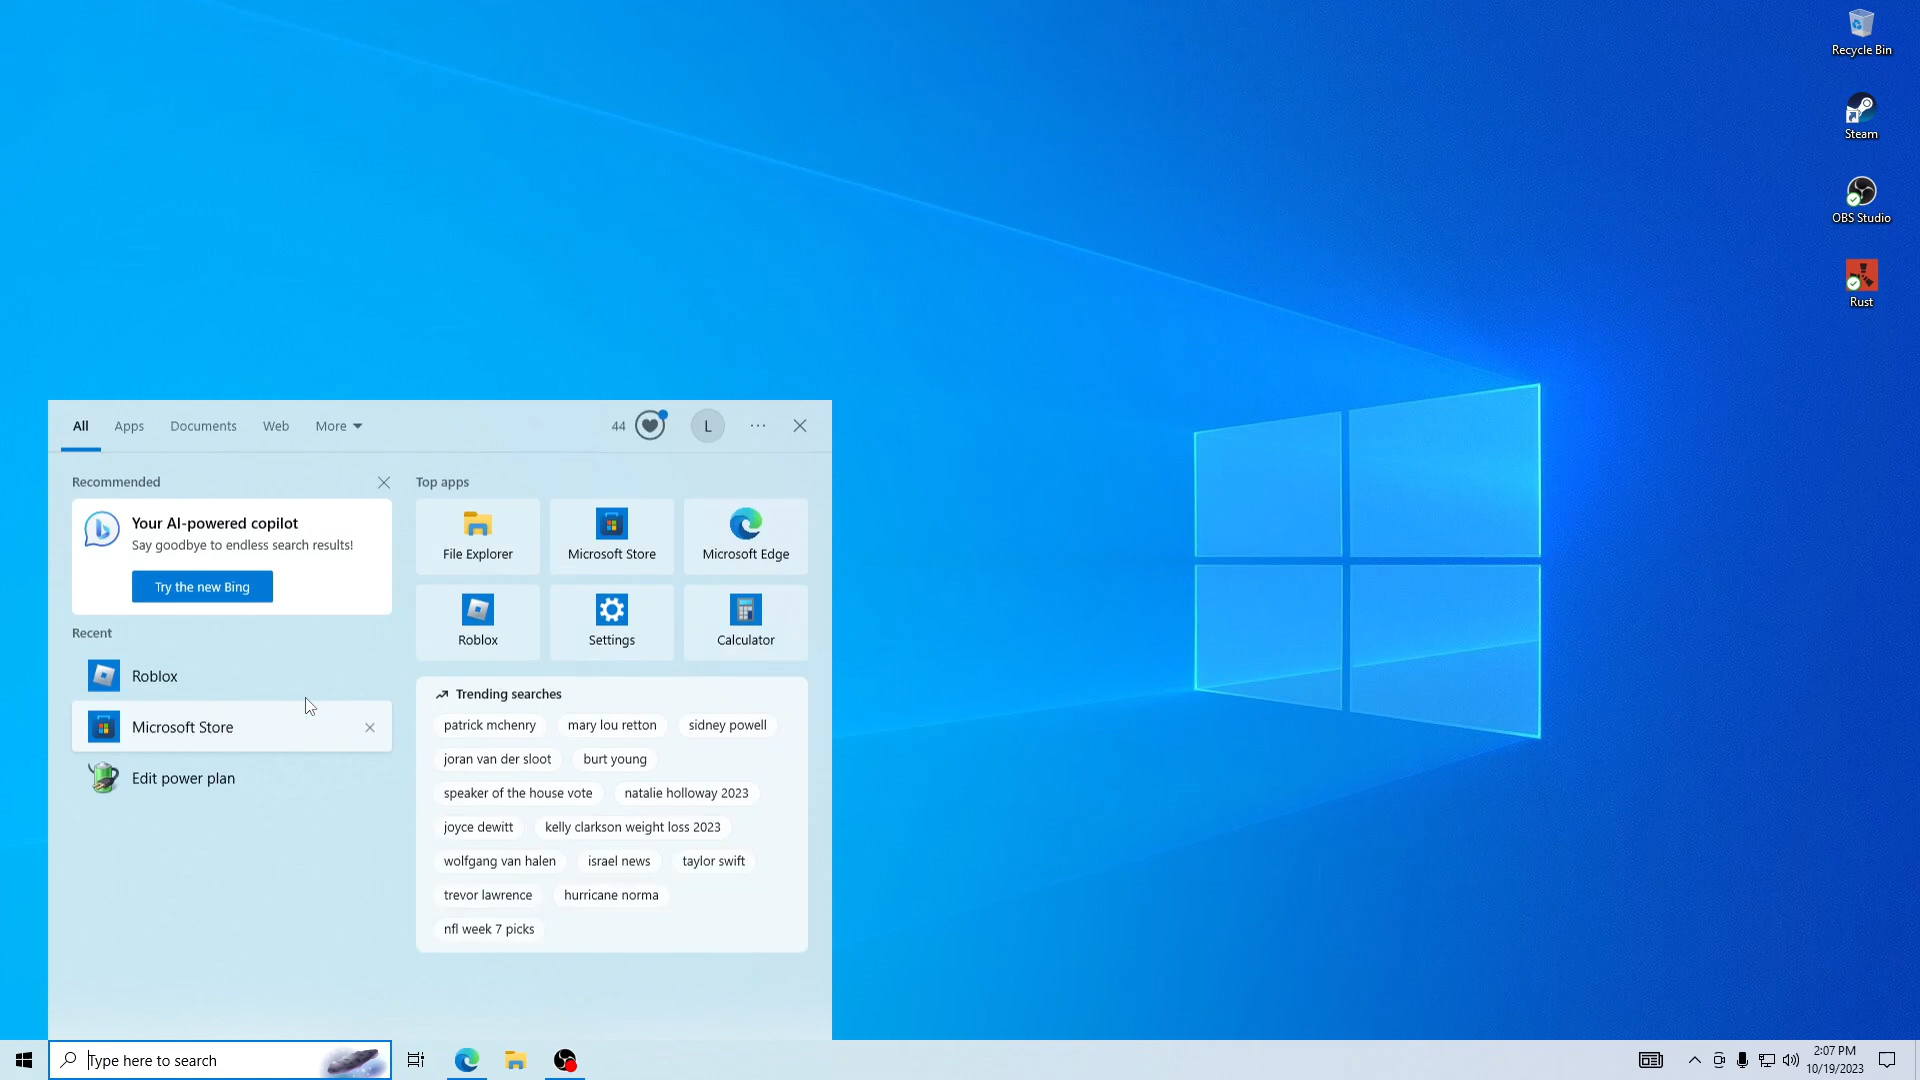 Recycle Bin
Steam
OBS Studio
Rust
All Apps Documents Web More 44 L ...
Recommended
Your AI-powered copilot
Say goodbye to endless search results!
Try the new Bing
Recent
Roblox
Microsoft Store
Edit power plan
Top apps
File Explorer Microsoft Store Microsoft Edge
Roblox Settings Calculator
Trending searches
patrick mchenry mary lou retton sidney powell
joran van der sloot burt young
speaker of the house vote natalie holloway 2023
joyce dewitt kelly clarkson weight loss 2023
wolfgang van halen israel news taylor swift
trevor lawrence hurricane norma
nfl week 7 picks
Type here to search
2:07 PM
10/19/2023